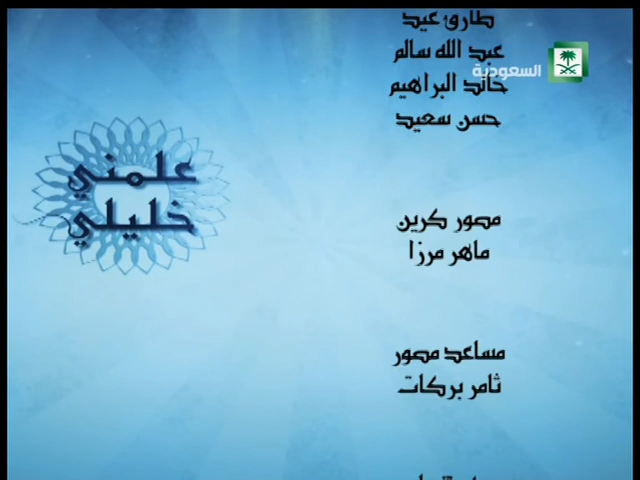 طارق عيد
عبد الله سالم
خالد البراهيم
حسن سعيد
السعودية
علمني
خليلي
مصور كرين
ماهر مرزا
مساعد مصور
ثامر بركات